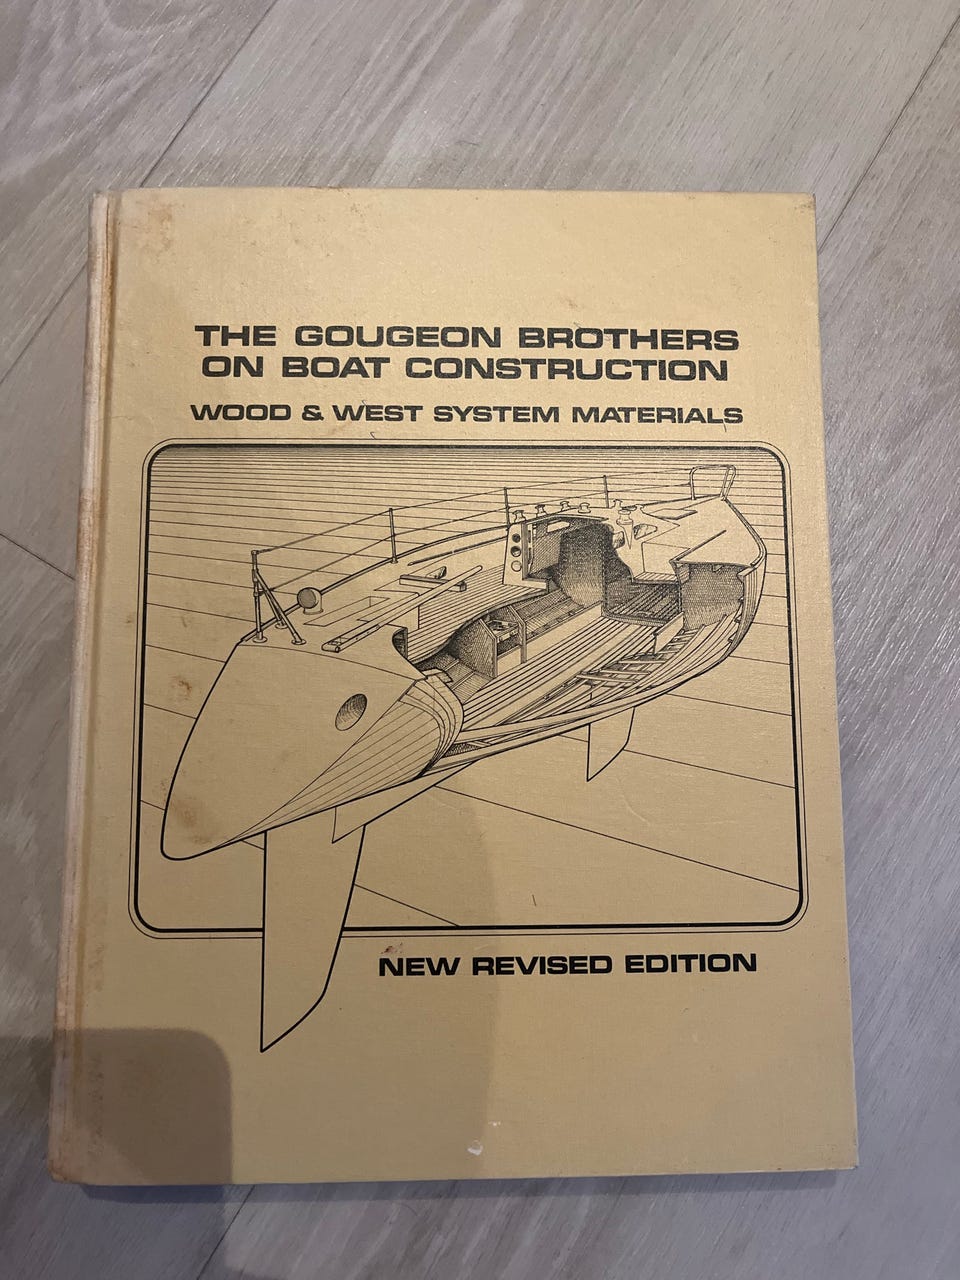 THE GOUGEON BROTHERS
ON BOAT CONSTRUCTION
WOOD & WEST SYSTEM MATERIALS
NEW REVISED EDITION